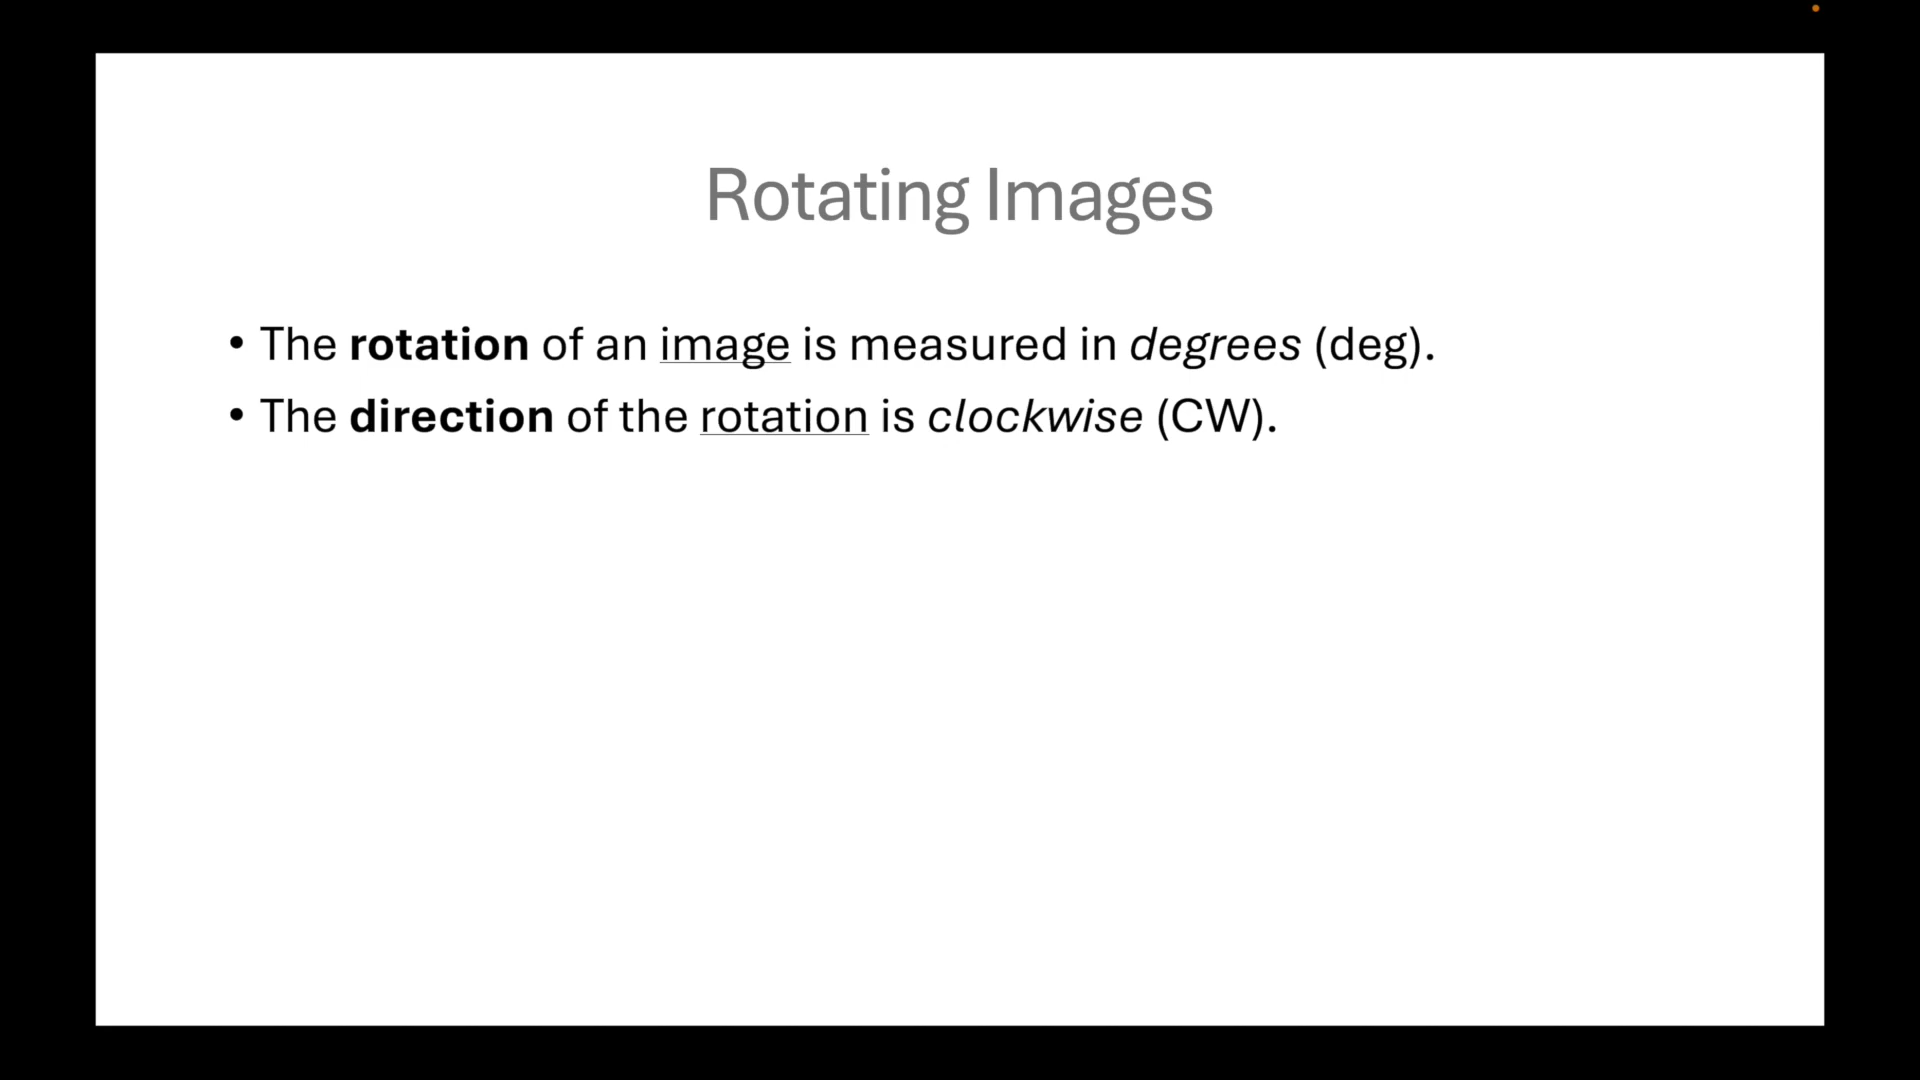 Rotating Images
• The rotation of an image is measured in degrees (deg).
• The direction of the rotation is clockwise (CW).